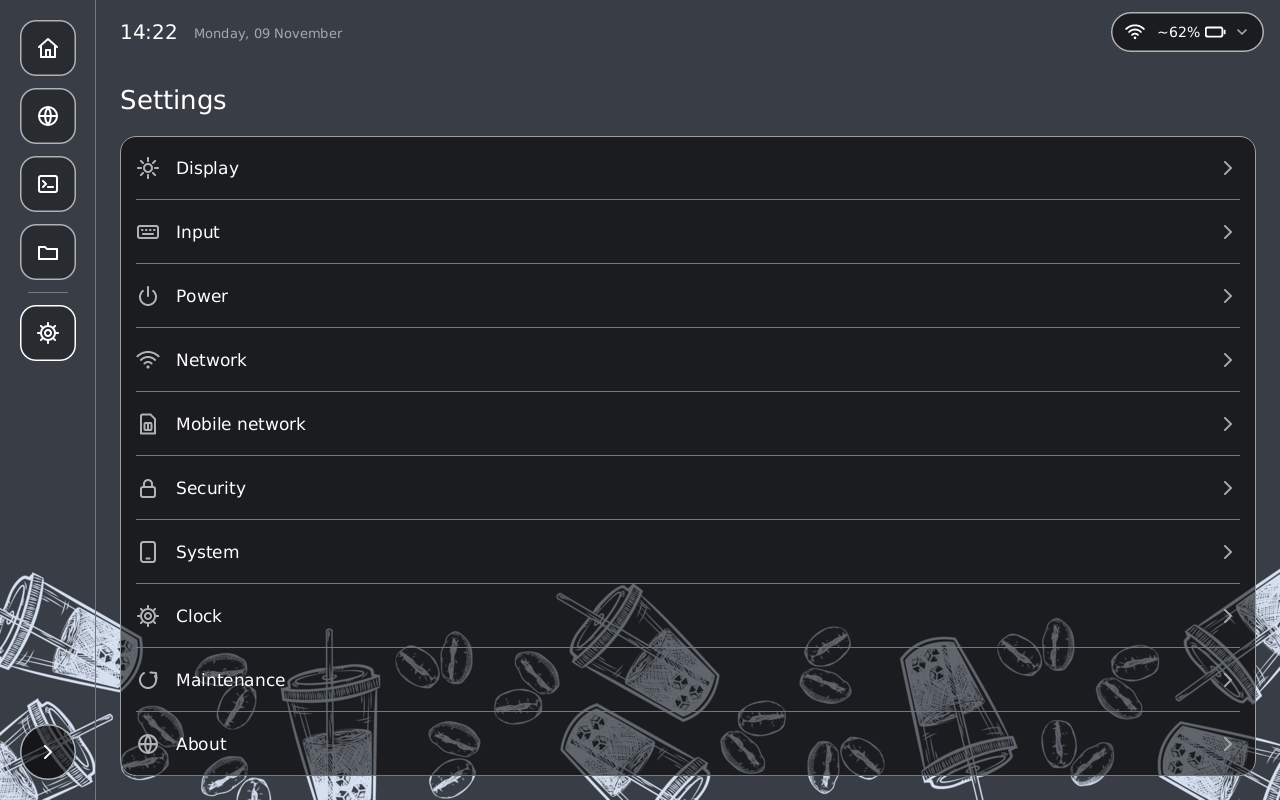 14:22 Monday, 09 November
~62%
Settings
Display
Input
Power
Network
Mobile network
Security
System
Clock
Maintenance
About